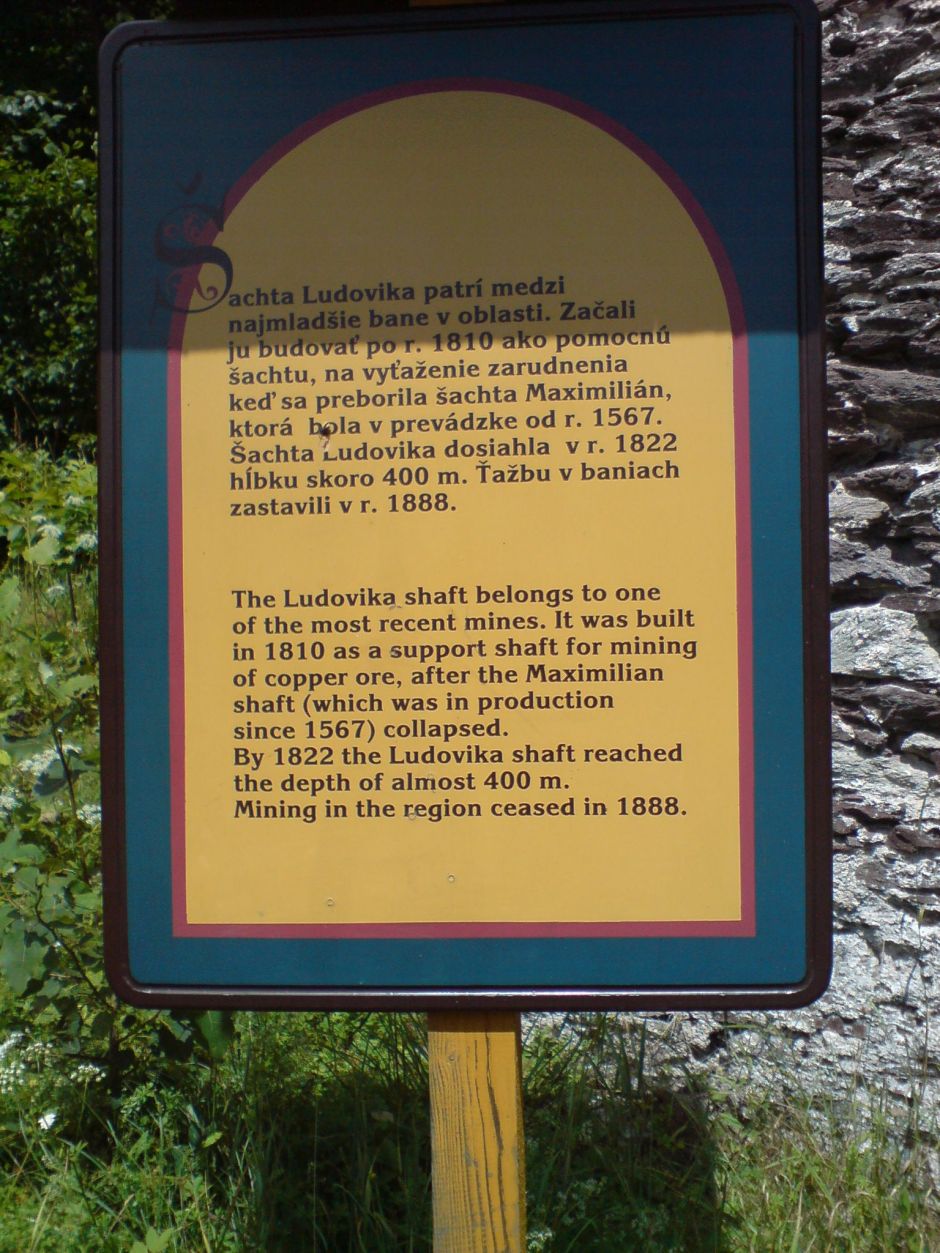 Šachta Ludovika patrí medzi
najmladšie bane v oblasti. Začali
ju budovať po r. 1810 ako pomocnú
šachtu, na vyťaženie zarudnenia
keď sa preborila šachta Maximilián,
ktorá bola v prevádzke od r. 1567.
Šachta Ludovika dosiahla v r. 1822
hĺbku skoro 400 m. Ťažbu v baniach
zastavili v r. 1888.
The Ludovika shaft belongs to one
of the most recent mines. It was built
in 1810 as a support shaft for mining
of copper ore, after the Maximilian
shaft (which was in production
since 1567) collapsed.
By 1822 the Ludovika shaft reached
the depth of almost 400 m.
Mining in the region ceased in 1888.